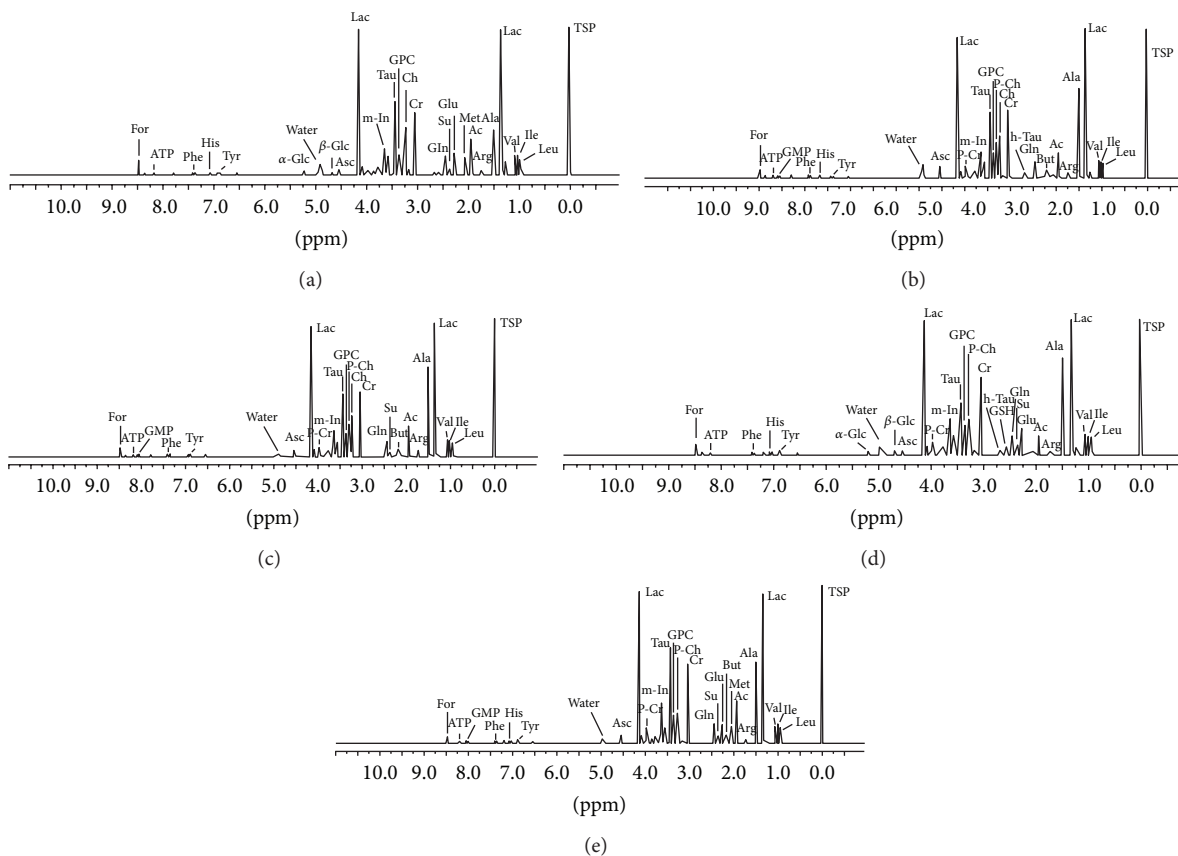 Lac
Lac
TSP
GPC
Tau
Ch
Cr
Glu
Su
Met
Ala
m-In
Ac
Ile
For
His
Water
β-Glc
Gln
Val
ATP
Phe
Tyr
α-Glc
Asc
Arg
Leu
10.0 9.0 8.0 7.0 6.0 5.0 4.0 3.0 2.0 1.0 0.0
(ppm)
(a)
Lac
Lac
TSP
GPC
P-Ch
Ala
Tau
Ch
Cr
m-In
h-Tau
Ac
For
GMP
His
Water
Gln
Val
Ile
ATP
Phe
Tyr
Asc
P-Cr
But
Arg
Leu
10.0 9.0 8.0 7.0 6.0 5.0 4.0 3.0 2.0 1.0 0.0
(ppm)
(b)
Lac
Lac
TSP
GPC
P-Ch
Ala
Tau
Ch
Cr
Su
Ac
m-In
For
GMP
Water
P-Cr
Gln
But
Val
Ile
ATP
Phe
Tyr
Asc
Arg
Leu
10.0 9.0 8.0 7.0 6.0 5.0 4.0 3.0 2.0 1.0 0.0
(ppm)
(c)
Lac
Lac
TSP
GPC
P-Ch
Ala
Tau
Cr
Gln
h-Tau
Su
m-In
GSH
Glu
Water
β-Glc
Ac
Val
Ile
For
His
α-Glc
P-Cr
ATP
Phe
Tyr
Asc
Arg
Leu
10.0 9.0 8.0 7.0 6.0 5.0 4.0 3.0 2.0 1.0 0.0
(ppm)
(d)
Lac
Lac
TSP
GPC
Tau
P-Ch
But
Ala
Cr
Glu
m-In
Met
Su
Ac
For
GMP
His
Water
P-Cr
Gln
Val
Ile
ATP
Phe
Tyr
Asc
Arg
Leu
10.0 9.0 8.0 7.0 6.0 5.0 4.0 3.0 2.0 1.0 0.0
(ppm)
(e)